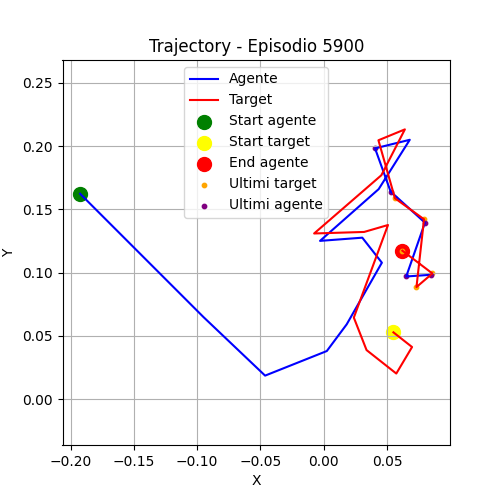 Trajectory - Episodio 5900
Agente
Target
Start agente
Start target
End agente
Ultimi target
Ultimi agente
0.25
0.20
0.15
0.10
0.05
0.00
Y
−0.20 −0.15 −0.10 −0.05 0.00 0.05
X